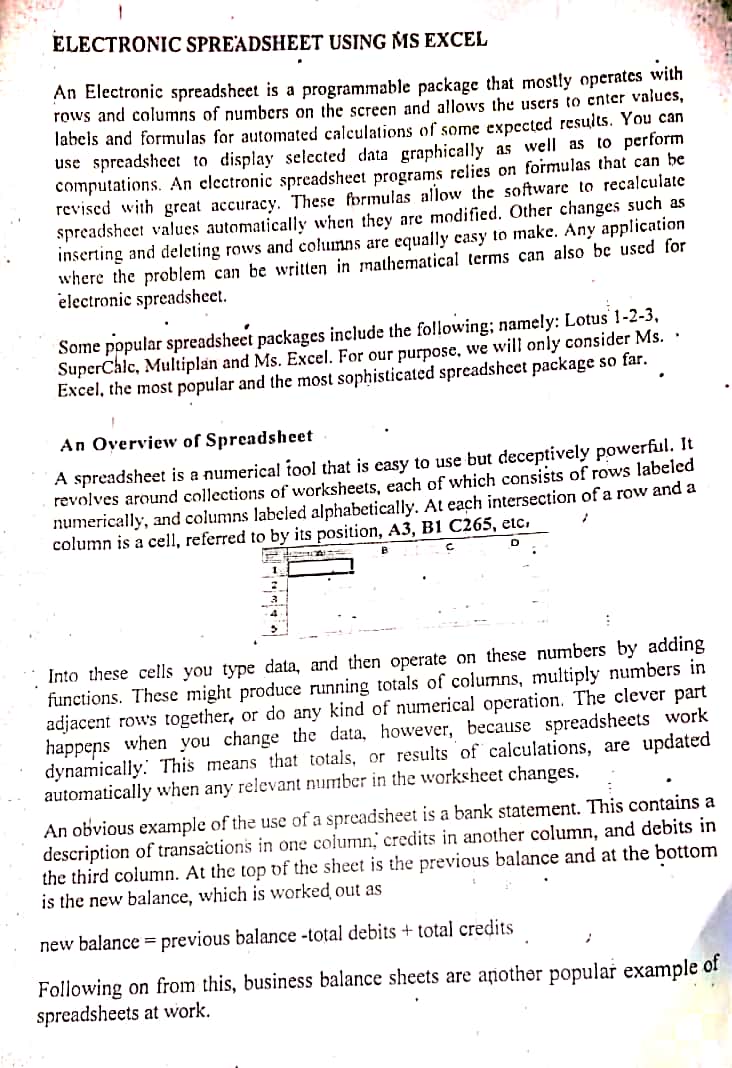 ELECTRONIC SPREADSHEET USING MS EXCEL
An Electronic spreadsheet is a programmable package that mostly operates with
rows and columns of numbers on the screen and allows the users to enter values,
labels and formulas for automated calculations of some expected results. You can
use spreadsheet to display selected data graphically as well as to perform
computations. An electronic spreadsheet programs relies on formulas that can be
revised with great accuracy. These formulas allow the software to recalculate
spreadsheet values automatically when they are modified. Other changes such as
inserting and deleting rows and columns are equally easy to make. Any application
where the problem can be written in mathematical terms can also be used for
electronic spreadsheet.
Some popular spreadsheet packages include the following; namely: Lotus 1-2-3,
SuperCalc, Multiplan and Ms. Excel. For our purpose, we will only consider Ms.
Excel, the most popular and the most sophisticated spreadsheet package so far.
An Overview of Spreadsheet
A spreadsheet is a numerical tool that is easy to use but deceptively powerful. It
revolves around collections of worksheets, each of which consists of rows labeled
numerically, and columns labeled alphabetically. At each intersection of a row and a
column is a cell, referred to by its position, A3, B1 C265, etc,
B C D
1
2
3
4
5
Into these cells you type data, and then operate on these numbers by adding
functions. These might produce running totals of columns, multiply numbers in
adjacent rows together, or do any kind of numerical operation. The clever part
happens when you change the data, however, because spreadsheets work
dynamically. This means that totals, or results of calculations, are updated
automatically when any relevant number in the worksheet changes.
An obvious example of the use of a spreadsheet is a bank statement. This contains a
description of transactions in one column, credits in another column, and debits in
the third column. At the top of the sheet is the previous balance and at the bottom
is the new balance, which is worked out as
new balance = previous balance -total debits + total credits
Following on from this, business balance sheets are another popular example of
spreadsheets at work.